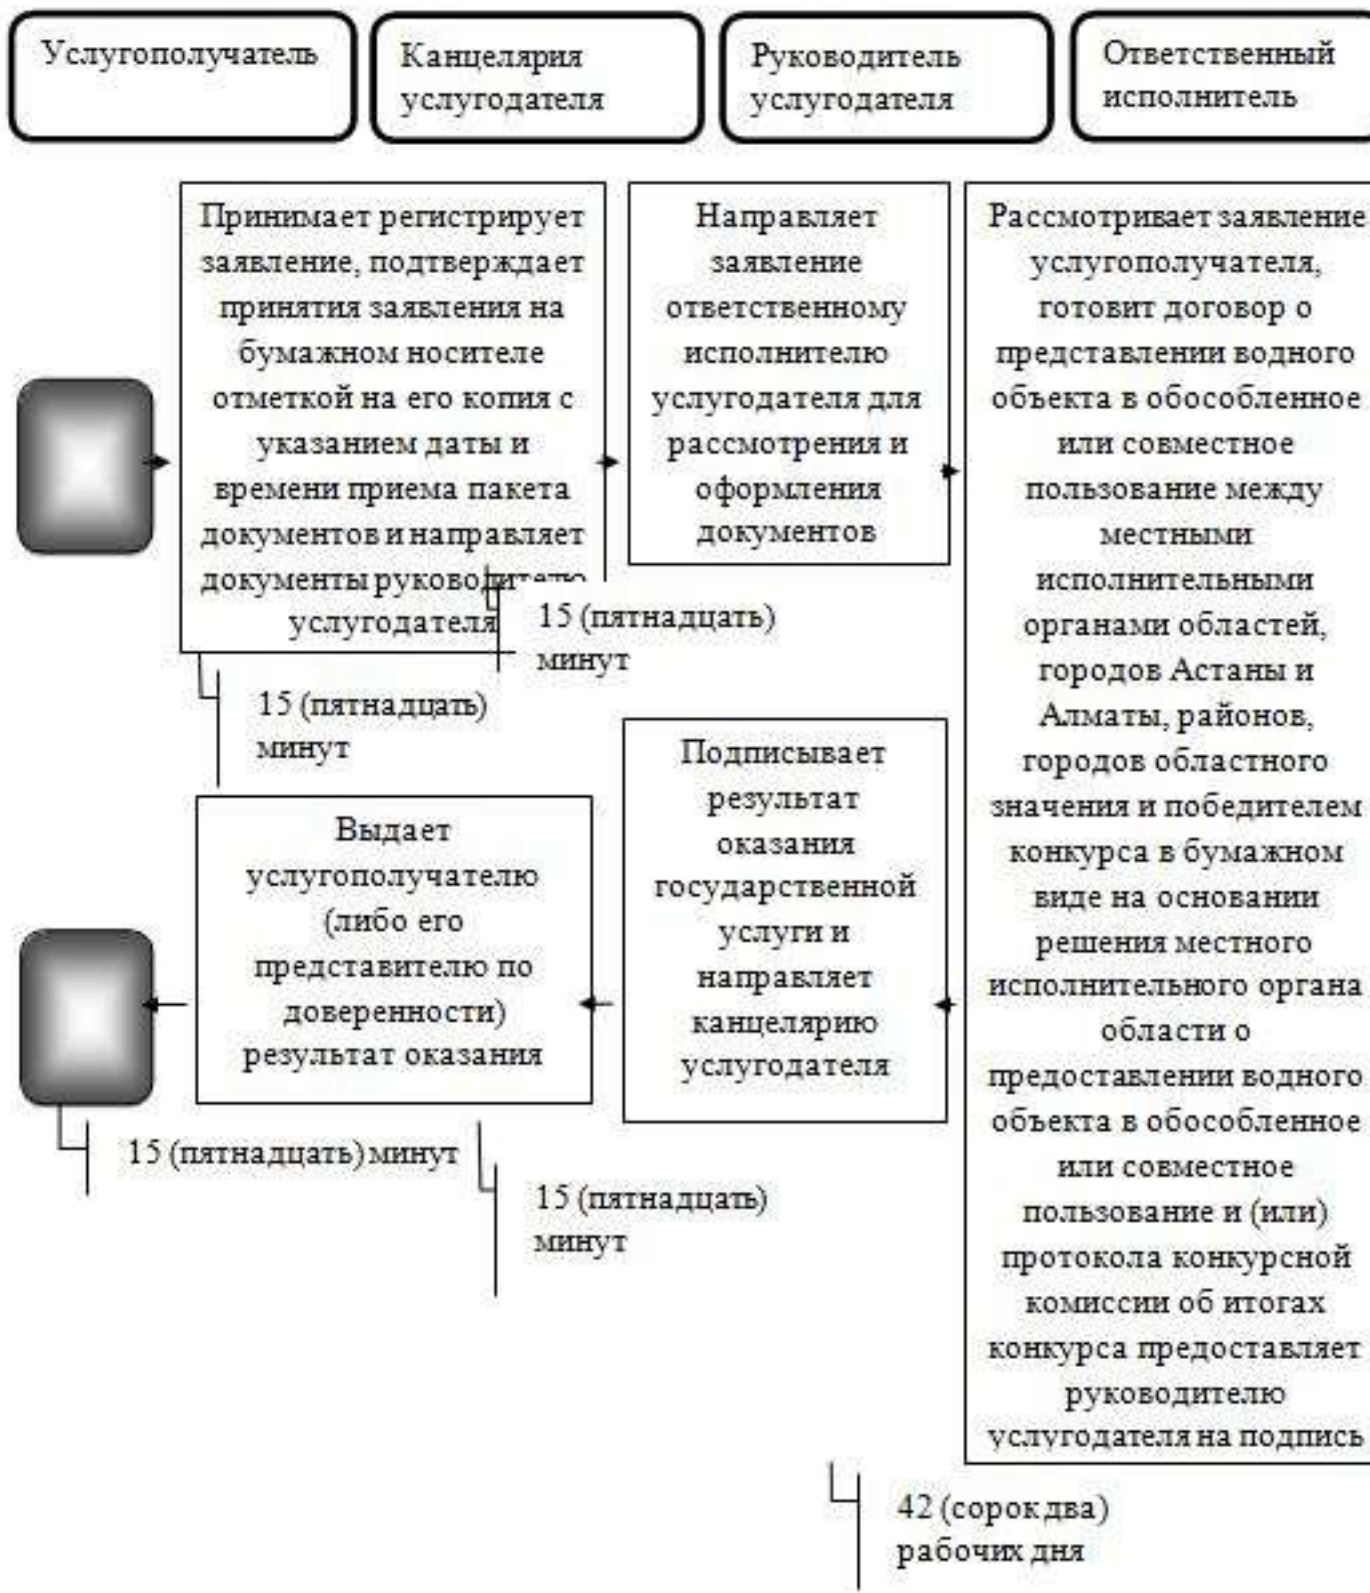 Услугополучатель
Канцелярия
услугодателя
Руководитель
услугодателя
Ответственный
исполнитель
Принимает регистрирует
заявление, подтверждает
принятия заявления на
бумажном носителе
отметкой на его копия с
указанием даты и
времени приема пакета
документов и направляет
документы руководителю
услугодателя
15 (пятнадцать)
минут
Направляет
заявление
ответственному
исполнителю
услугодателя для
рассмотрения и
оформления
документов
15 (пятнадцать)
минут
Рассмотривает заявление
услугополучателя,
готовит договор о
представлении водного
объекта в обособленное
или совместное
пользование между
местными
исполнительными
органами областей,
городов Астаны и
Алматы, районов,
городов областного
значения и победителем
конкурса в бумажном
виде на основании
решения местного
исполнительного органа
области о
предоставлении водного
объекта в обособленное
или совместное
пользование и (или)
протокола конкурсной
комиссии об итогах
конкурса предоставляет
руководителю
услугодателя на подпись
42 (сорок два)
рабочих дня
Подписывает
результат
оказания
государственной
услуги и
направляет
канцелярию
услугодателя
15 (пятнадцать)
минут
Выдает
услугополучателю
(либо его
представителю по
доверенности)
результат оказания
15 (пятнадцать) минут